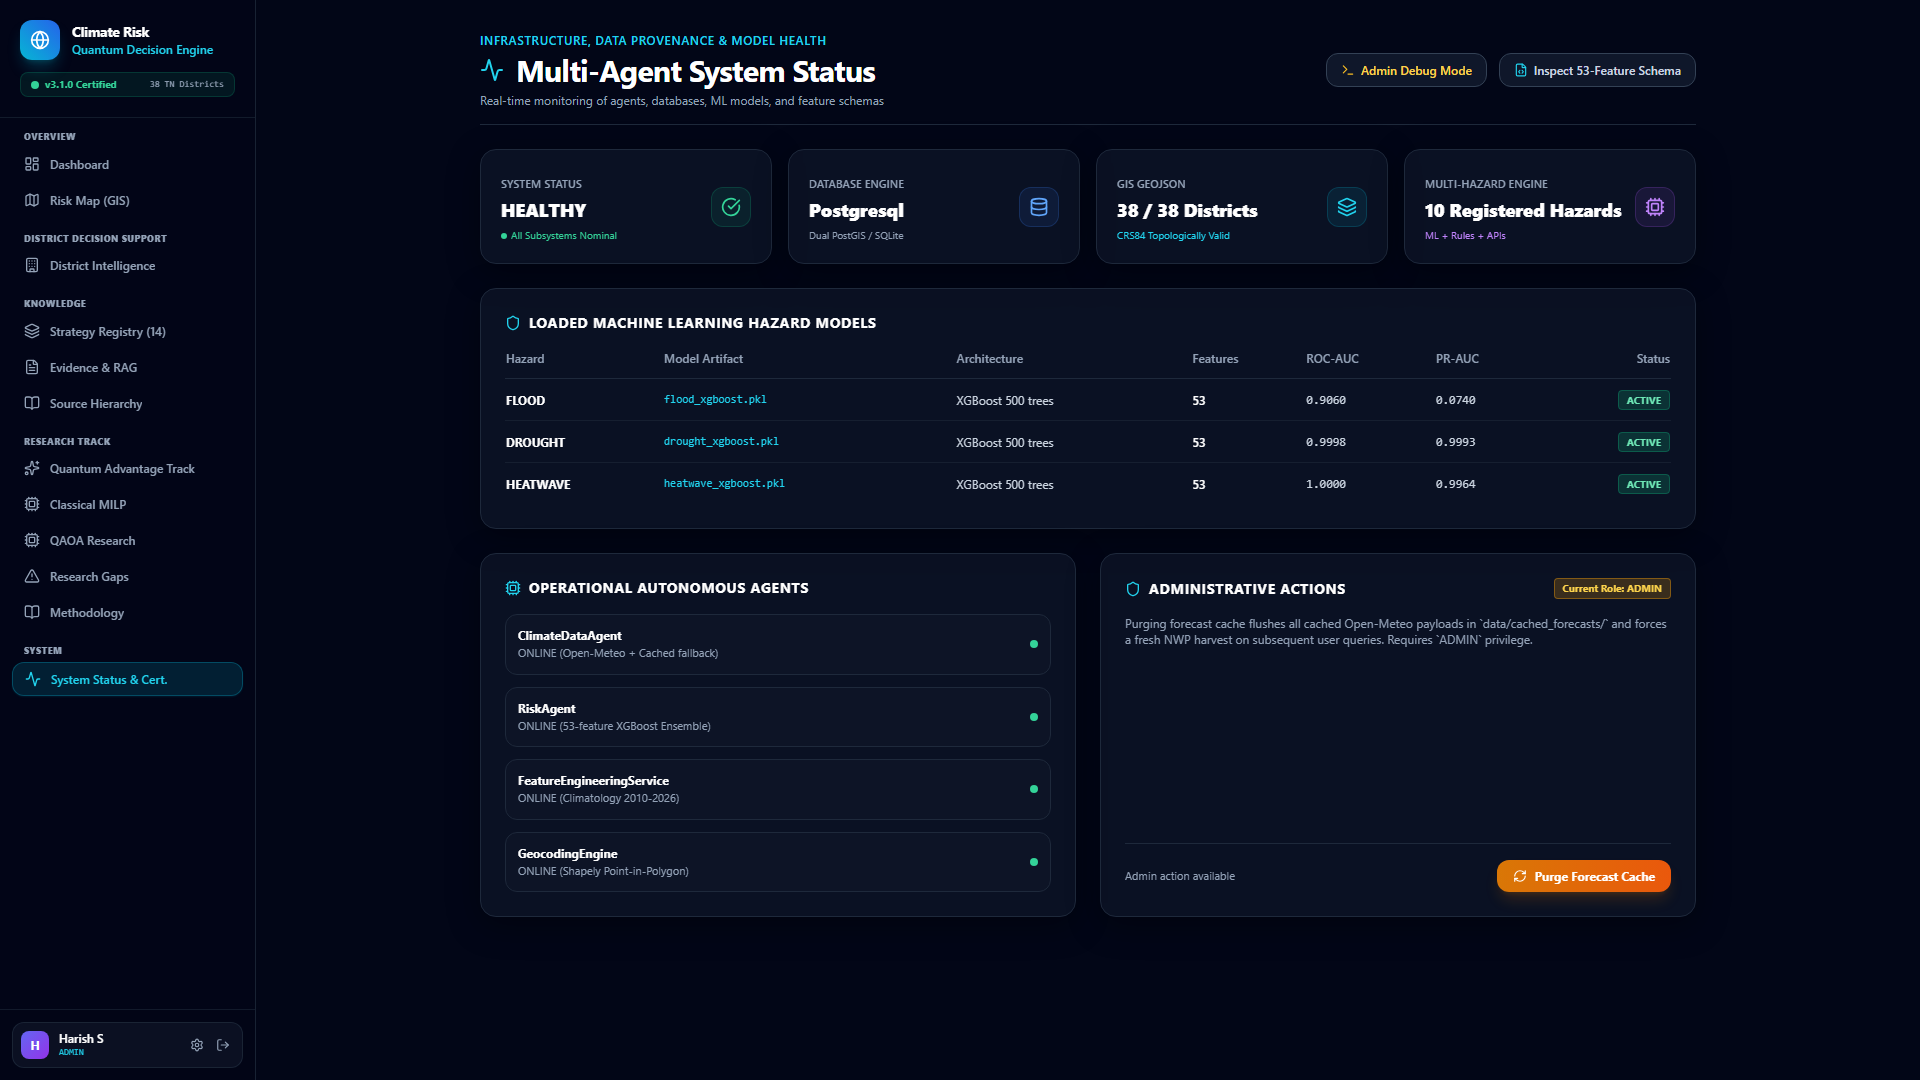 Climate Risk
Quantum Decision Engine
v3.1.0 Certified 38 TN Districts
OVERVIEW
Dashboard
Risk Map (GIS)
DISTRICT DECISION SUPPORT
District Intelligence
KNOWLEDGE
Strategy Registry (14)
Evidence & RAG
Source Hierarchy
RESEARCH TRACK
Quantum Advantage Track
Classical MILP
QAOA Research
Research Gaps
Methodology
SYSTEM
System Status & Cert.
H
Harish S
ADMIN
INFRASTRUCTURE, DATA PROVENANCE & MODEL HEALTH
Multi-Agent System Status
Real-time monitoring of agents, databases, ML models, and feature schemas
Admin Debug Mode
Inspect 53-Feature Schema
SYSTEM STATUS
HEALTHY
All Subsystems Nominal
DATABASE ENGINE
Postgresql
Dual PostGIS / SQLite
GIS GEOJSON
38 / 38 Districts
CRS84 Topologically Valid
MULTI-HAZARD ENGINE
10 Registered Hazards
ML + Rules + APIs
LOADED MACHINE LEARNING HAZARD MODELS
Hazard Model Artifact Architecture Features ROC-AUC PR-AUC Status
FLOOD flood_xgboost.pkl XGBoost 500 trees 53 0.9060 0.0740 ACTIVE
DROUGHT drought_xgboost.pkl XGBoost 500 trees 53 0.9998 0.9993 ACTIVE
HEATWAVE heatwave_xgboost.pkl XGBoost 500 trees 53 1.0000 0.9964 ACTIVE
OPERATIONAL AUTONOMOUS AGENTS
ClimateDataAgent
ONLINE (Open-Meteo + Cached fallback)
RiskAgent
ONLINE (53-feature XGBoost Ensemble)
FeatureEngineeringService
ONLINE (Climatology 2010-2026)
GeocodingEngine
ONLINE (Shapely Point-in-Polygon)
ADMINISTRATIVE ACTIONS
Current Role: ADMIN
Purging forecast cache flushes all cached Open-Meteo payloads in `data/cached_forecasts/` and forces
a fresh NWP harvest on subsequent user queries. Requires `ADMIN` privilege.
Admin action available
Purge Forecast Cache